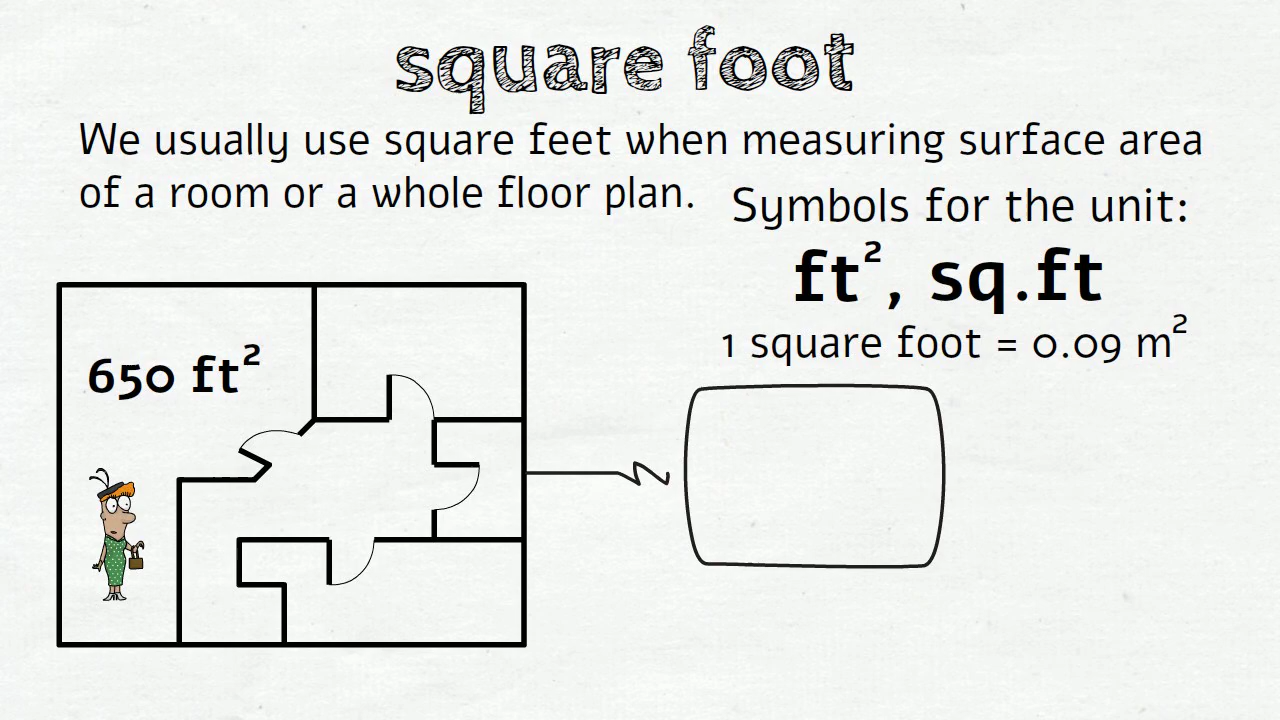 square foot
We usually use square feet when measuring surface area
of a room or a whole floor plan.
Symbols for the unit:
ft², sq.ft
1 square foot = 0.09 m²
650 ft²